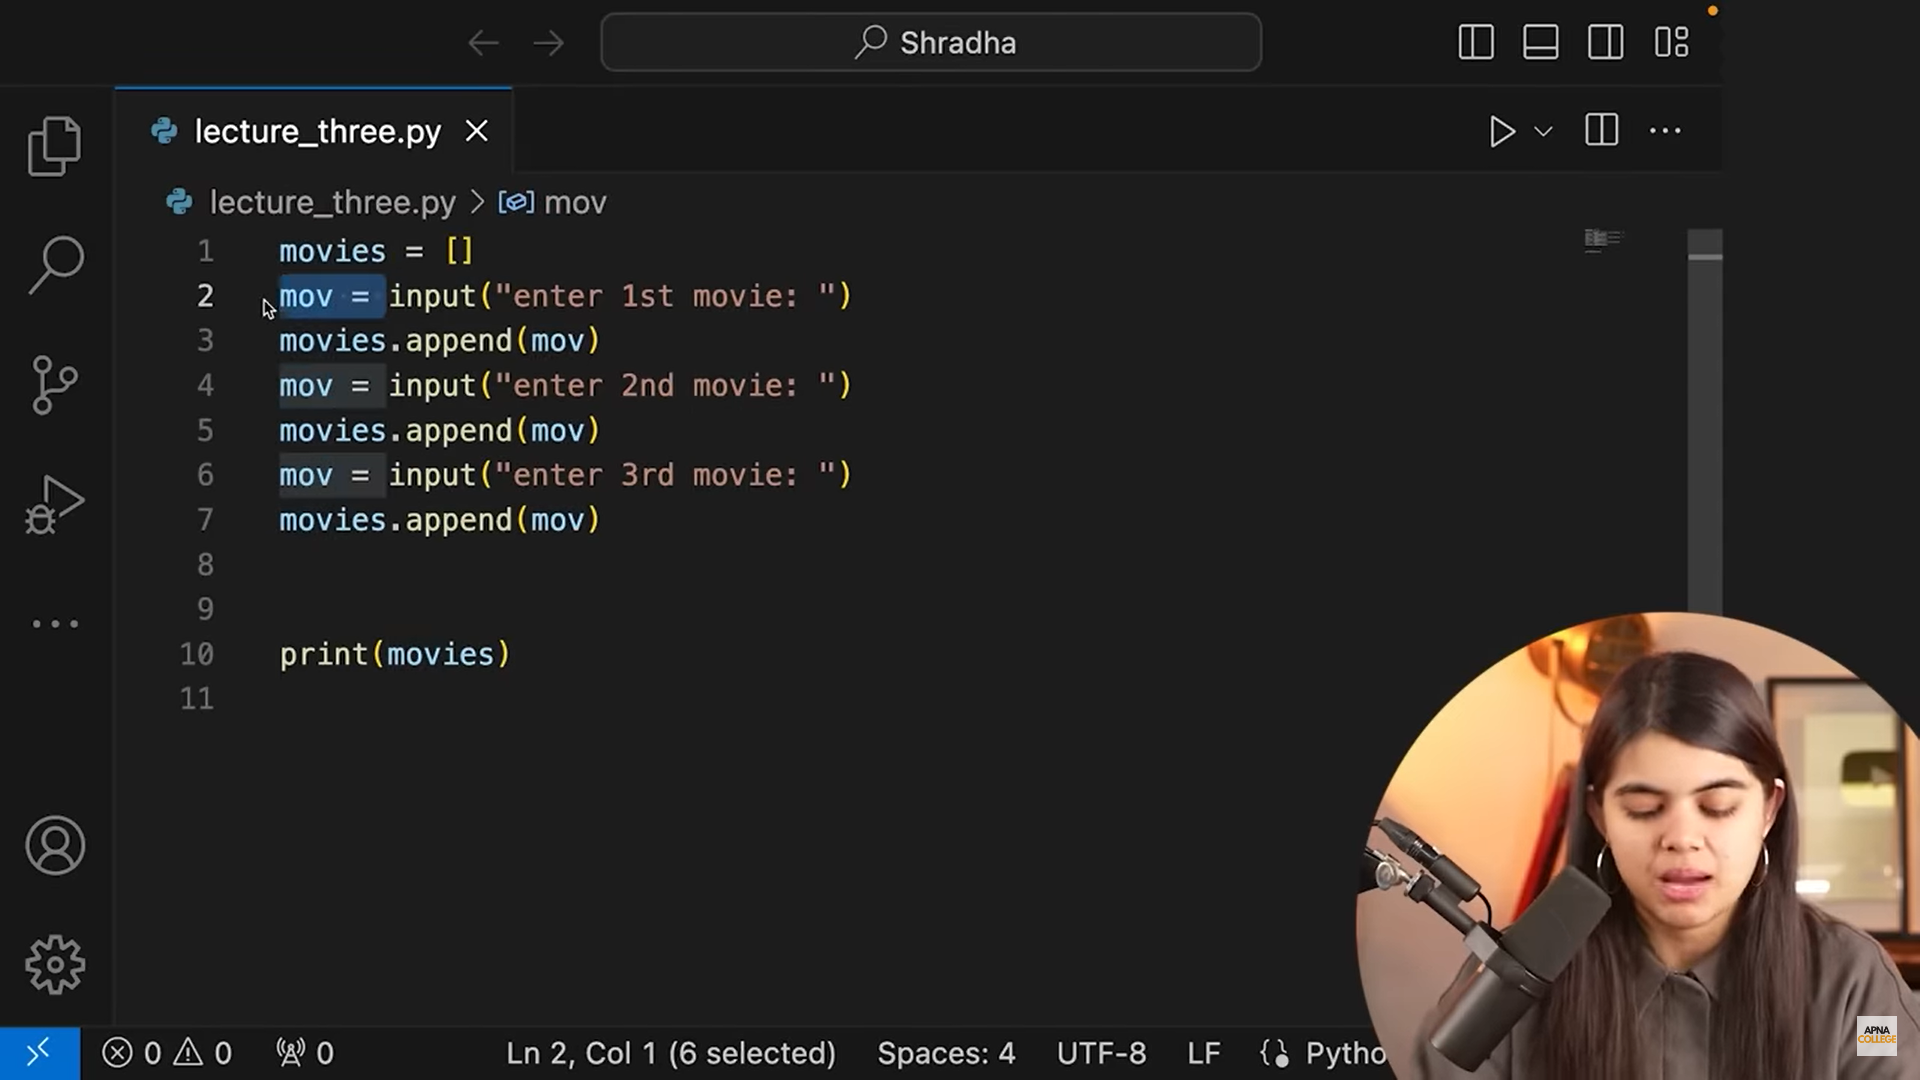 Shradha
lecture_three.py
lecture_three.py > mov
1 movies = []
2 mov = input("enter 1st movie: ")
3 movies.append(mov)
4 mov = input("enter 2nd movie: ")
5 movies.append(mov)
6 mov = input("enter 3rd movie: ")
7 movies.append(mov)
8
9
10 print(movies)
11
0 0 0 Ln 2, Col 1 (6 selected) Spaces: 4 UTF-8 LF Pytho
APNA
COLLEGE